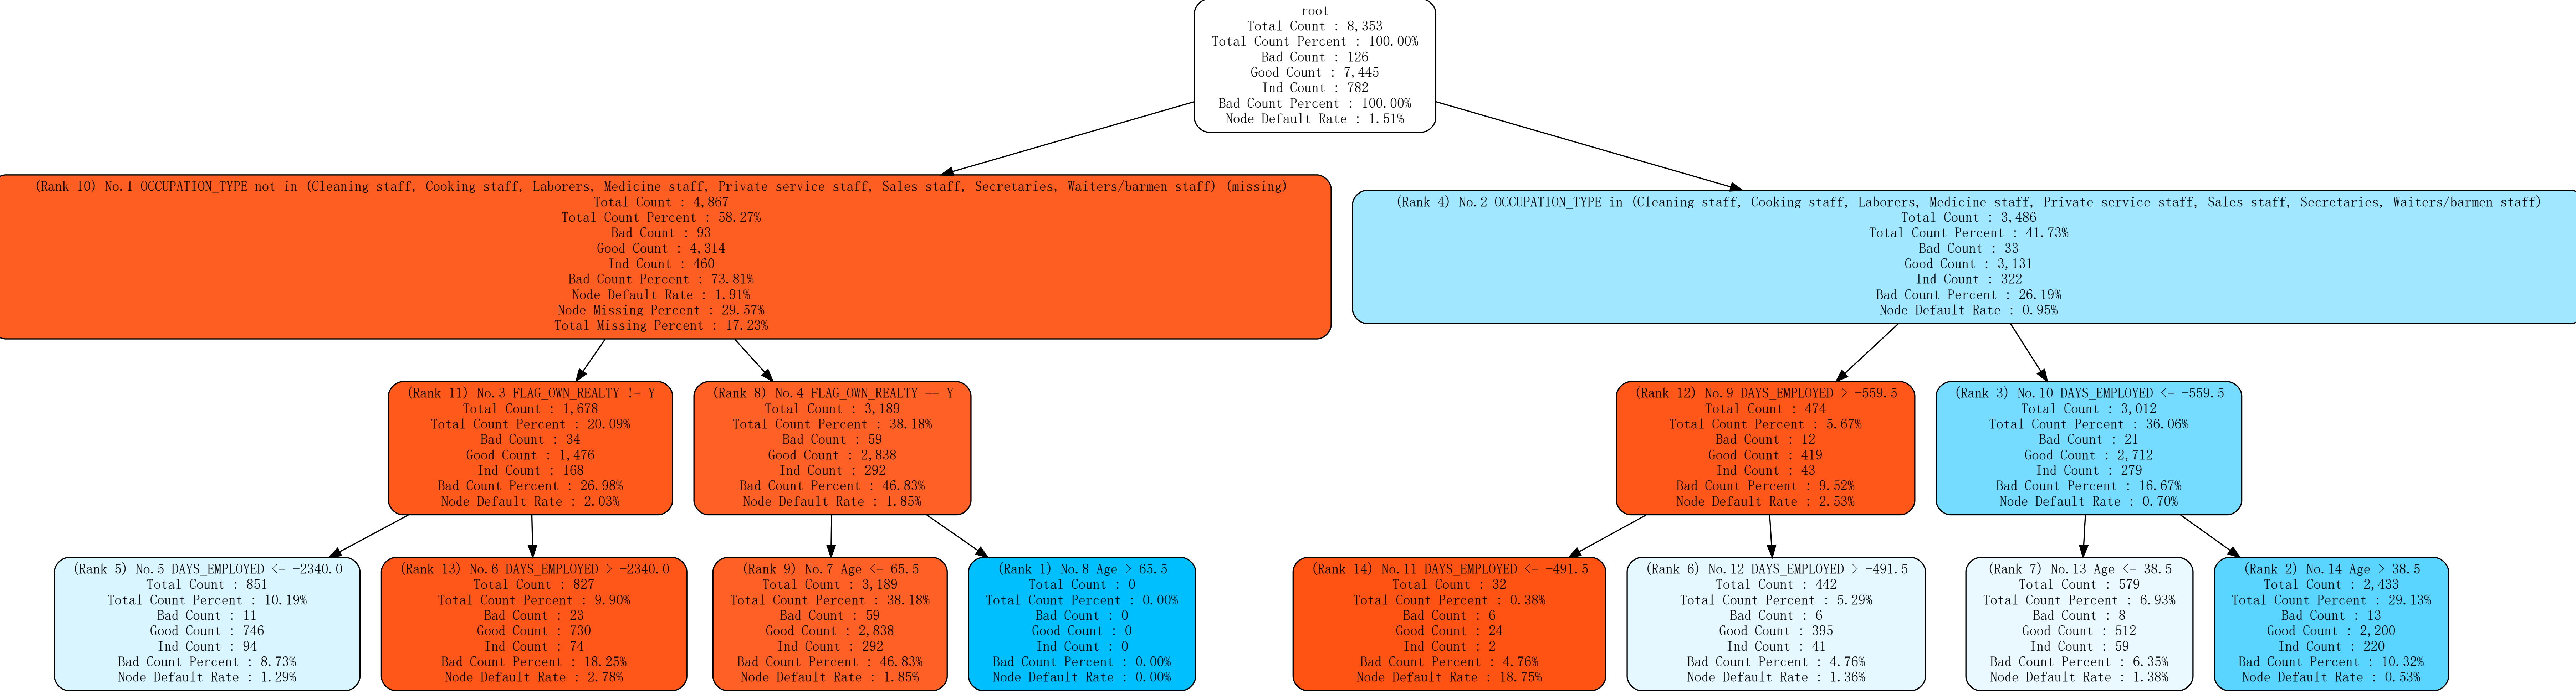 root
Total Count : 8,353
Total Count Percent : 100.00%
Bad Count : 126
Good Count : 7,445
Ind Count : 782
Bad Count Percent : 100.00%
Node Default Rate : 1.51%
(Rank 10) No.1 OCCUPATION_TYPE not in (Cleaning staff, Cooking staff, Laborers, Medicine staff, Private service staff, Sales staff, Secretaries, Waiters/barmen staff) (missing)
Total Count : 4,867
Total Count Percent : 58.27%
Bad Count : 93
Good Count : 4,314
Ind Count : 460
Bad Count Percent : 73.81%
Node Default Rate : 1.91%
Node Missing Percent : 29.57%
Total Missing Percent : 17.23%
(Rank 4) No.2 OCCUPATION_TYPE in (Cleaning staff, Cooking staff, Laborers, Medicine staff, Private service staff, Sales staff, Secretaries, Waiters/barmen staff)
Total Count : 3,486
Total Count Percent : 41.73%
Bad Count : 33
Good Count : 3,131
Ind Count : 322
Bad Count Percent : 26.19%
Node Default Rate : 0.95%
(Rank 11) No.3 FLAG_OWN_REALTY != Y
Total Count : 1,678
Total Count Percent : 20.09%
Bad Count : 34
Good Count : 1,476
Ind Count : 168
Bad Count Percent : 26.98%
Node Default Rate : 2.03%
(Rank 8) No.4 FLAG_OWN_REALTY == Y
Total Count : 3,189
Total Count Percent : 38.18%
Bad Count : 59
Good Count : 2,838
Ind Count : 292
Bad Count Percent : 46.83%
Node Default Rate : 1.85%
(Rank 12) No.9 DAYS_EMPLOYED > -559.5
Total Count : 474
Total Count Percent : 5.67%
Bad Count : 12
Good Count : 419
Ind Count : 43
Bad Count Percent : 9.52%
Node Default Rate : 2.53%
(Rank 3) No.10 DAYS_EMPLOYED <= -559.5
Total Count : 3,012
Total Count Percent : 36.06%
Bad Count : 21
Good Count : 2,712
Ind Count : 279
Bad Count Percent : 16.67%
Node Default Rate : 0.70%
(Rank 5) No.5 DAYS_EMPLOYED <= -2340.0
Total Count : 851
Total Count Percent : 10.19%
Bad Count : 11
Good Count : 746
Ind Count : 94
Bad Count Percent : 8.73%
Node Default Rate : 1.29%
(Rank 13) No.6 DAYS_EMPLOYED > -2340.0
Total Count : 827
Total Count Percent : 9.90%
Bad Count : 23
Good Count : 730
Ind Count : 74
Bad Count Percent : 18.25%
Node Default Rate : 2.78%
(Rank 9) No.7 Age <= 65.5
Total Count : 3,189
Total Count Percent : 38.18%
Bad Count : 59
Good Count : 2,838
Ind Count : 292
Bad Count Percent : 46.83%
Node Default Rate : 1.85%
(Rank 1) No.8 Age > 65.5
Total Count : 0
Total Count Percent : 0.00%
Bad Count : 0
Good Count : 0
Ind Count : 0
Bad Count Percent : 0.00%
Node Default Rate : 0.00%
(Rank 14) No.11 DAYS_EMPLOYED <= -491.5
Total Count : 32
Total Count Percent : 0.38%
Bad Count : 6
Good Count : 24
Ind Count : 2
Bad Count Percent : 4.76%
Node Default Rate : 18.75%
(Rank 6) No.12 DAYS_EMPLOYED > -491.5
Total Count : 442
Total Count Percent : 5.29%
Bad Count : 6
Good Count : 395
Ind Count : 41
Bad Count Percent : 4.76%
Node Default Rate : 1.36%
(Rank 7) No.13 Age <= 38.5
Total Count : 579
Total Count Percent : 6.93%
Bad Count : 8
Good Count : 512
Ind Count : 59
Bad Count Percent : 6.35%
Node Default Rate : 1.38%
(Rank 2) No.14 Age > 38.5
Total Count : 2,433
Total Count Percent : 29.13%
Bad Count : 13
Good Count : 2,200
Ind Count : 220
Bad Count Percent : 10.32%
Node Default Rate : 0.53%